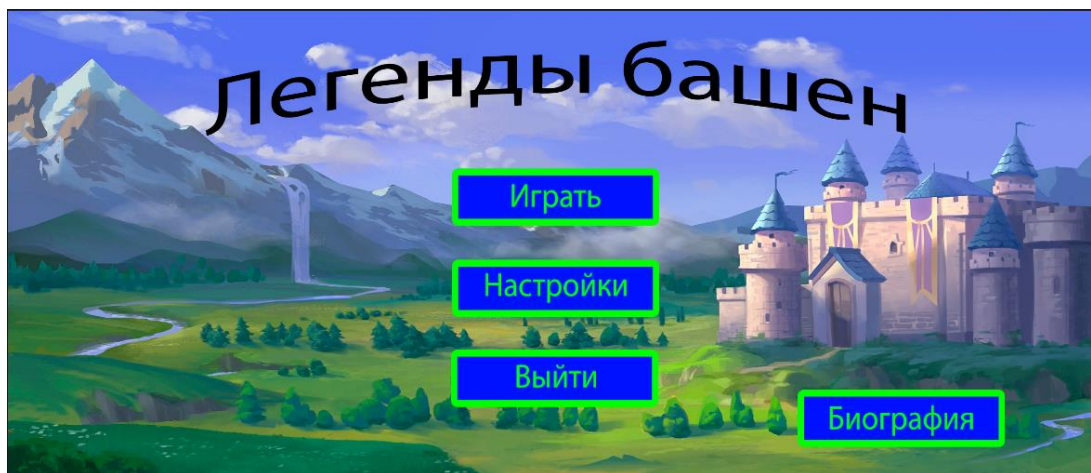 Легенды башен
Играть
Настройки
Выйти
Биография